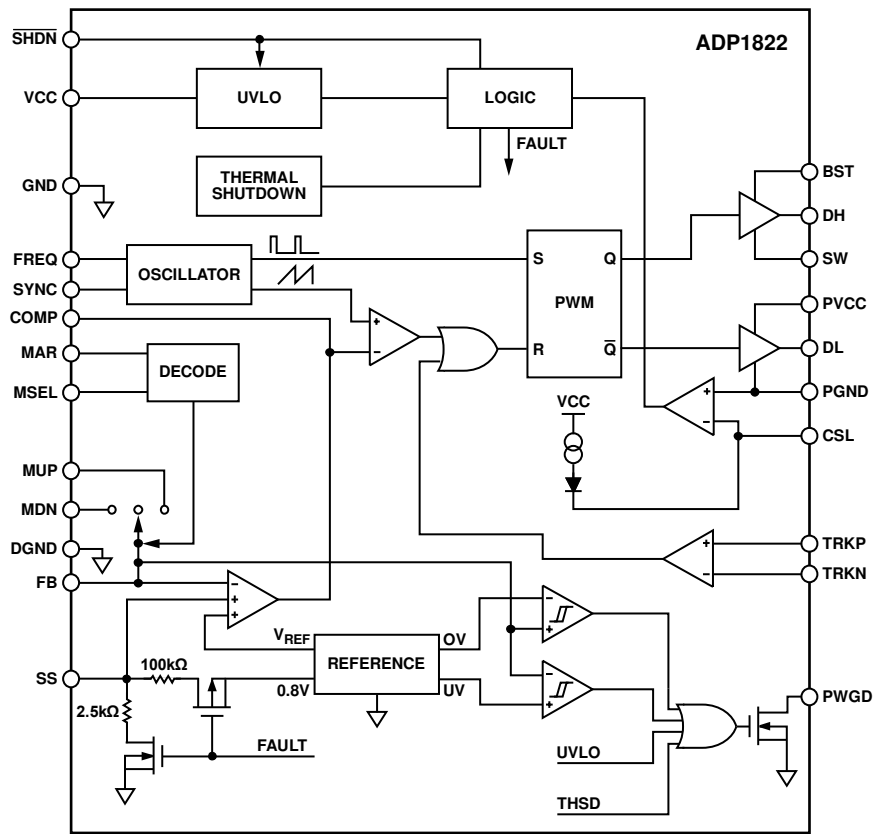 ADP1822
SHDN
VCC
UVLO
LOGIC
FAULT
GND
THERMAL
SHUTDOWN
BST
DH
SW
FREQ
OSCILLATOR
S
Q
PWM
SYNC
COMP
+
−
R
Q
PVCC
DL
MAR
DECODE
MSEL
VCC
+
−
PGND
CSL
MUP
MDN
DGND
FB
−
+
+
+
−
TRKP
TRKN
VREF
REFERENCE
OV
0.8V
UV
−
+
−
+
SS
100kΩ
2.5kΩ
FAULT
UVLO
THSD
PWGD